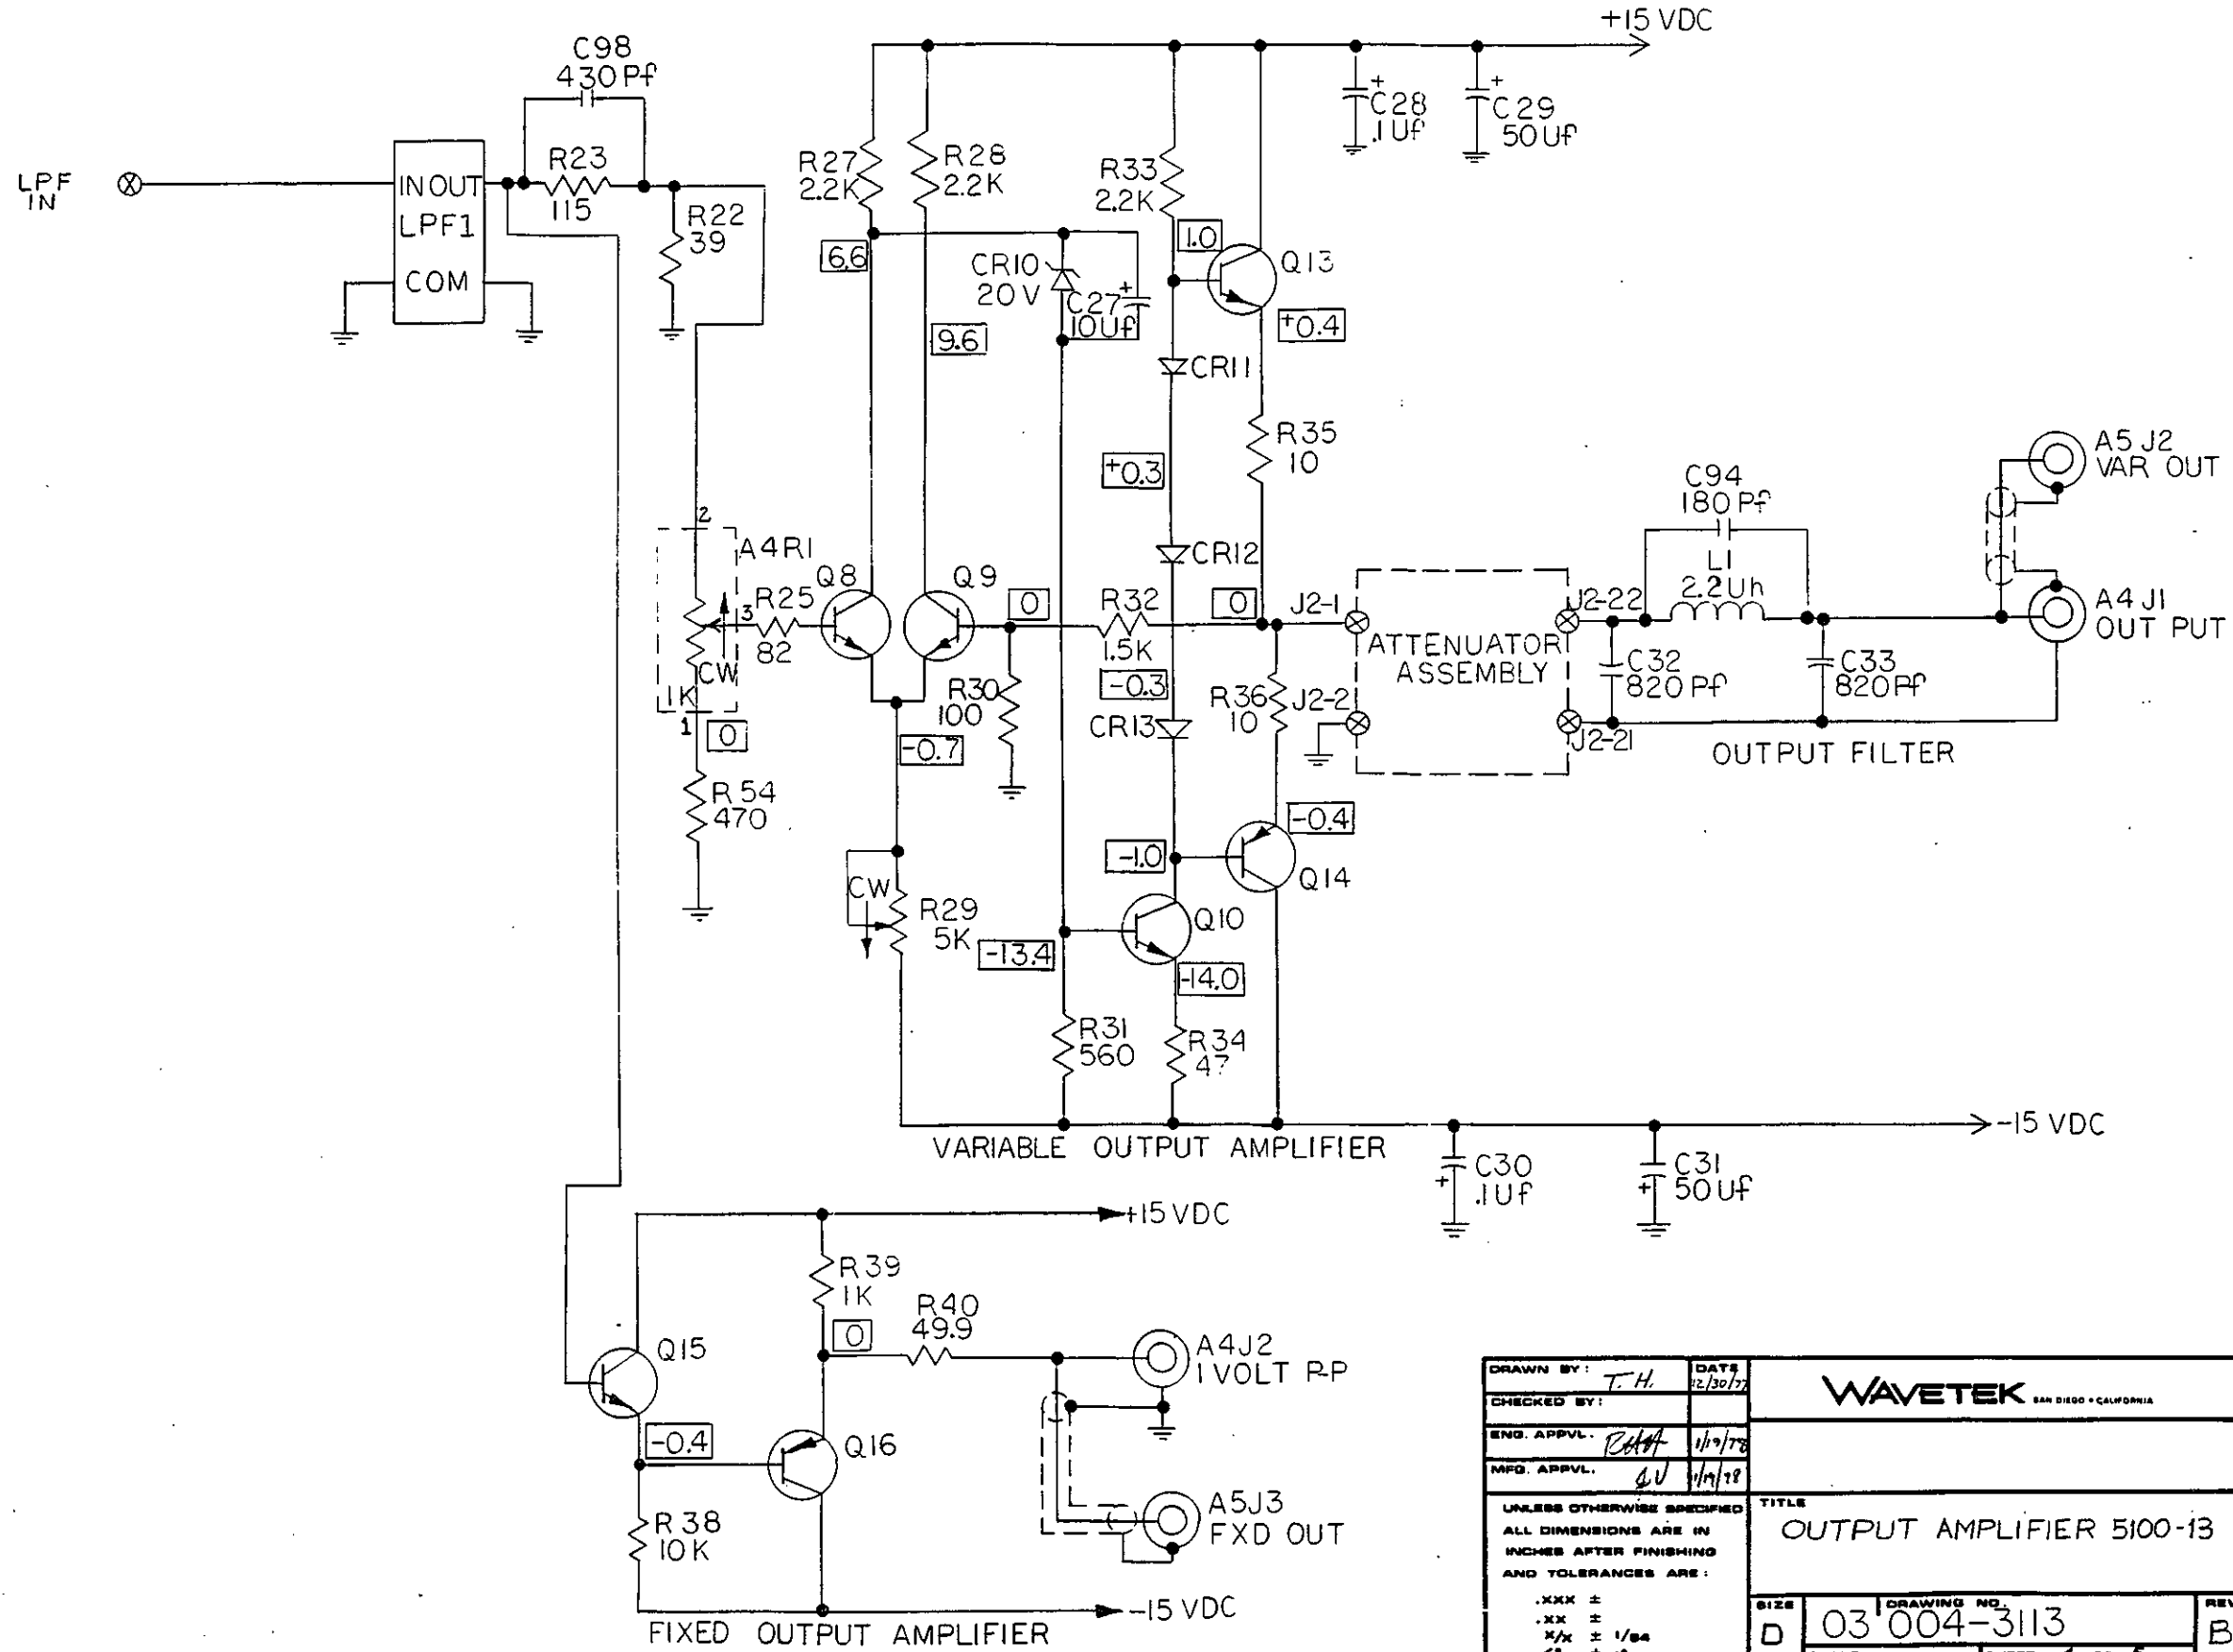 +15 VDC
C98
430 Pf
C28
.1Uf
C29
50Uf
LPF
IN
IN OUT
LPF1
COM
R23
115
R22
39
R27
2.2K
R28
2.2K
R33
2.2K
6.6
9.6
CR10
20 V
C27
10Uf
1.0
Q13
+0.4
CR11
R35
10
+0.3
CR12
A5 J2
VAR OUT
C94
180 Pf
L1
2.2Uh
A4 J1
OUT PUT
2
A4R1
3
CW
1K
1
0
R25
82
Q8
Q9
0
R32
1.5K
0
J2-1
J2-22
ATTENUATOR
ASSEMBLY
C32
820 Pf
C33
820Pf
R30
100
-0.3
R36
10
J2-2
J2-21
CR13
-0.7
OUTPUT FILTER
R54
470
-0.4
-1.0
Q14
CW
R29
5K
Q10
-13.4
-14.0
R31
560
R34
-15 VDC
VARIABLE OUTPUT AMPLIFIER
C30
.1Uf
C31
50Uf
+15 VDC
R39
1K
0
R40
49.9
A4J2
1 VOLT P-P
Q15
-0.4
Q16
A5J3
FXD OUT
R38
10K
-15 VDC
FIXED OUTPUT AMPLIFIER
DRAWN BY: T.H.
DATE
12/30/77
WAVETEK SAN DIEGO • CALIFORNIA
CHECKED BY:
ENG. APPVL.
1/19/78
MFG. APPVL.
1/19/78
UNLESS OTHERWISE SPECIFIED
ALL DIMENSIONS ARE IN
INCHES AFTER FINISHING
AND TOLERANCES ARE:
.XXX ±
.XX ±
X/X ± 1/64
TITLE
OUTPUT AMPLIFIER 5100-13
SIZE
D
DRAWING NO.
03 004-3113
REV
B